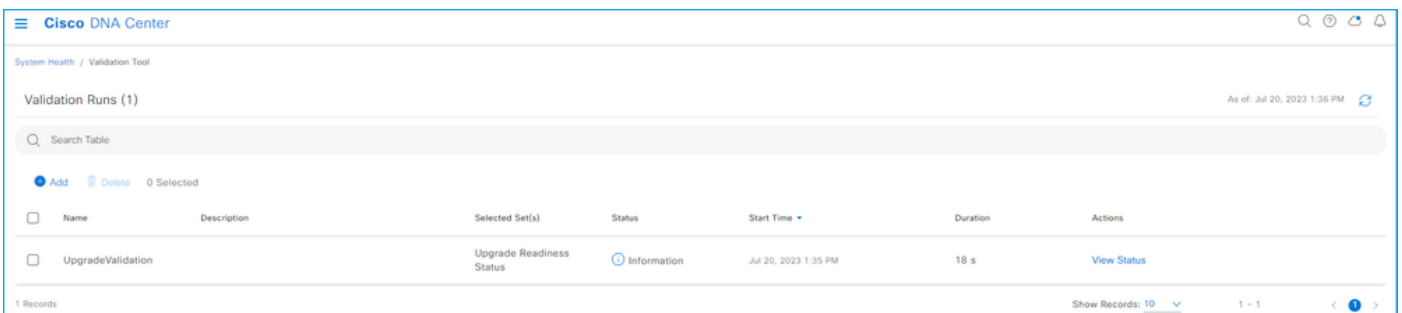 Cisco DNA Center
System Health / Validation Tool
Validation Runs (1)
As of: Jul 20, 2023 1:36 PM
Search Table
Add Delete 0 Selected
Name Description Selected Set(s) Status Start Time Duration Actions
UpgradeValidation Upgrade Readiness Status Information Jul 20, 2023 1:35 PM 18 s View Status
1 Records Show Records: 10 1 - 1 1